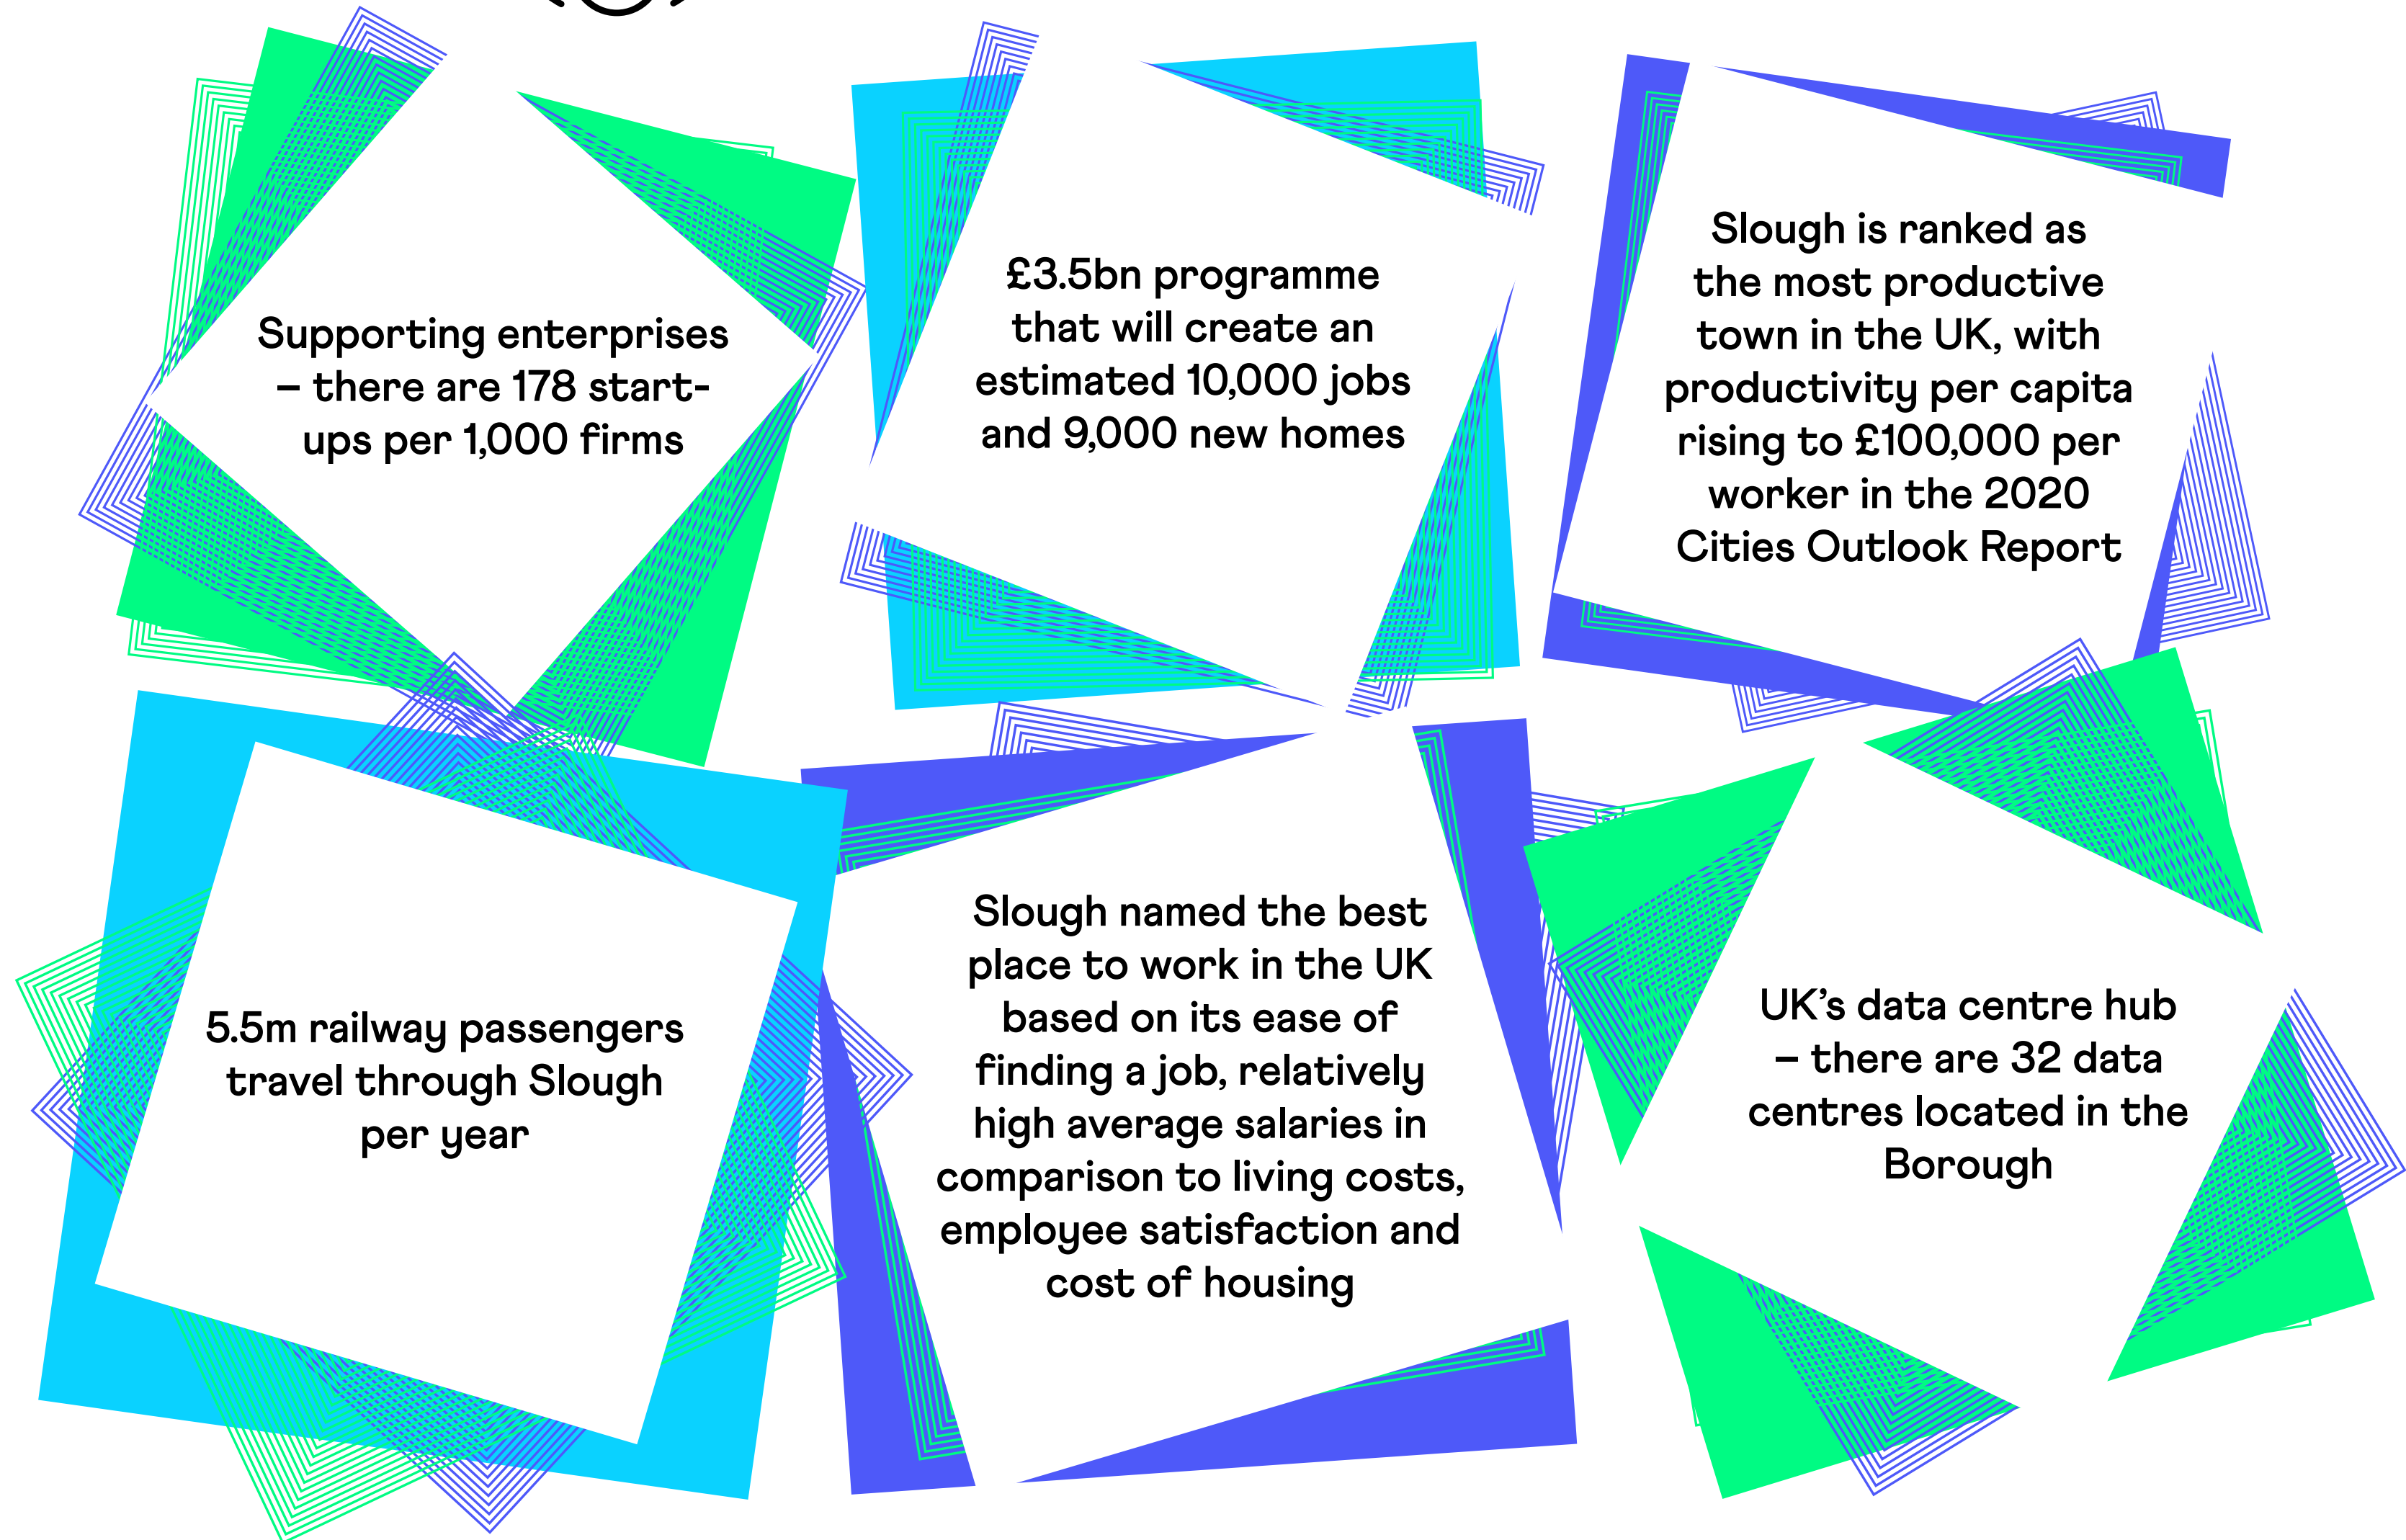 Supporting enterprises
– there are 178 start-
ups per 1,000 firms
£3.5bn programme
that will create an
estimated 10,000 jobs
and 9,000 new homes
Slough is ranked as
the most productive
town in the UK, with
productivity per capita
rising to £100,000 per
worker in the 2020
Cities Outlook Report
5.5m railway passengers
travel through Slough
per year
Slough named the best
place to work in the UK
based on its ease of
finding a job, relatively
high average salaries in
comparison to living costs,
employee satisfaction and
cost of housing
UK’s data centre hub
– there are 32 data
centres located in the
Borough